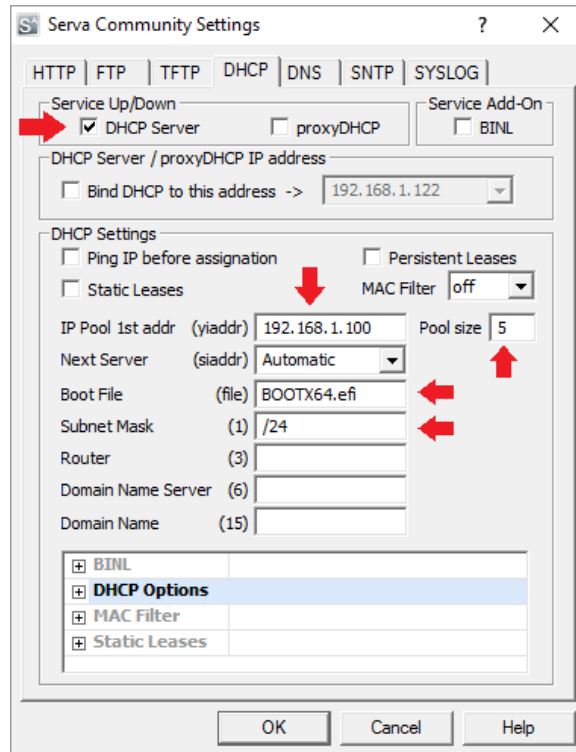 Serva Community Settings ? ×
HTTP FTP TFTP DHCP DNS SNTP SYSLOG
Service Up/Down Service Add-On
DHCP Server proxyDHCP BINL
DHCP Server / proxyDHCP IP address
Bind DHCP to this address -> 192.168.1.122
DHCP Settings
Ping IP before assignation Persistent Leases
Static Leases MAC Filter off
IP Pool 1st addr (yiaddr) 192.168.1.100 Pool size 5
Next Server (siaddr) Automatic
Boot File (file) BOOTX64.efi
Subnet Mask (1) /24
Router (3)
Domain Name Server (6)
Domain Name (15)
BINL
DHCP Options
MAC Filter
Static Leases
OK Cancel Help